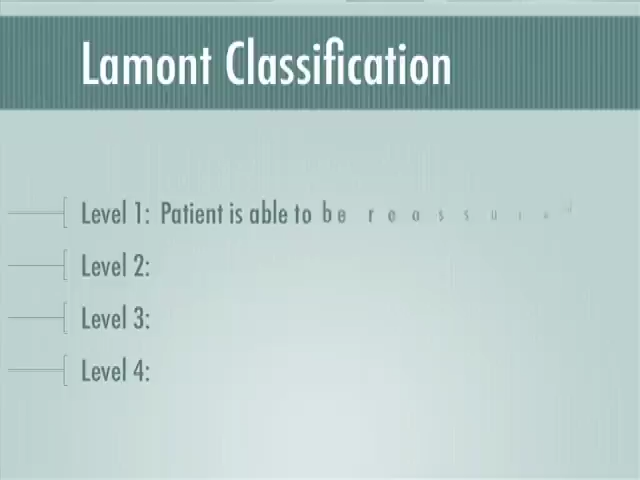 Lamont Classification
Level 1: Patient is able to be reassured
Level 2:
Level 3:
Level 4: